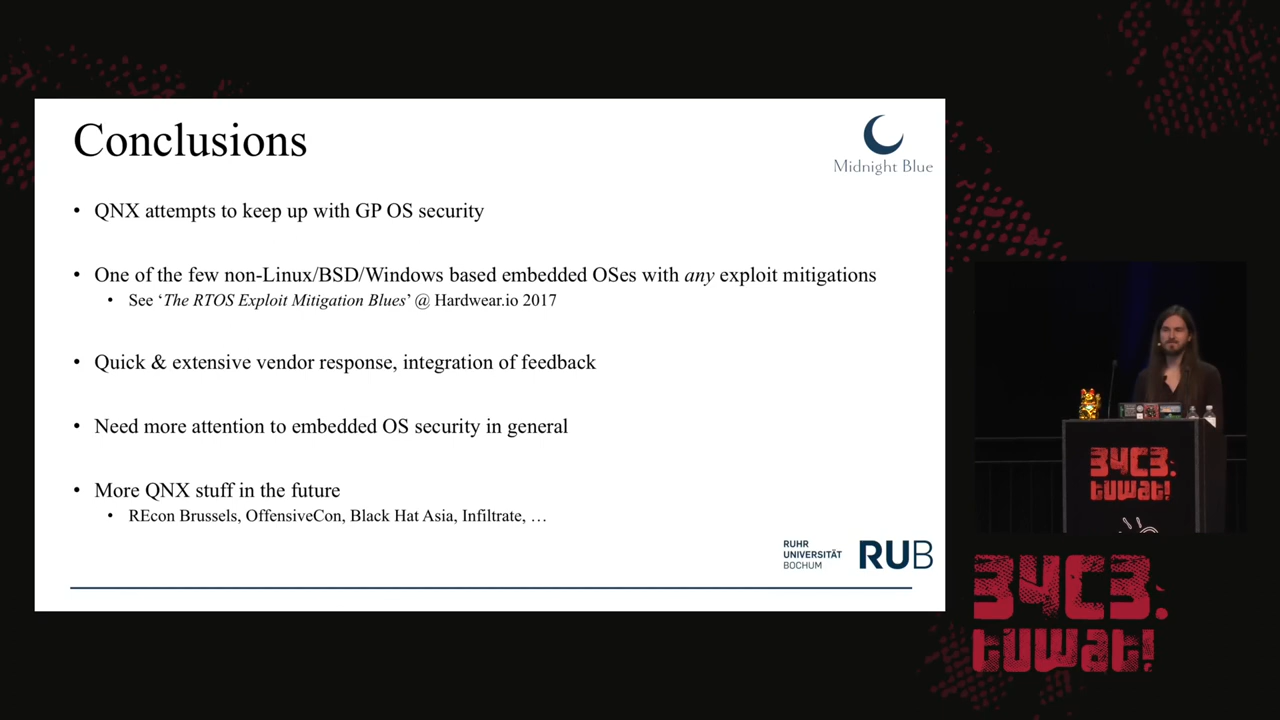 Conclusions
Midnight Blue
• QNX attempts to keep up with GP OS security
• One of the few non-Linux/BSD/Windows based embedded OSes with any exploit mitigations
• See ‘The RTOS Exploit Mitigation Blues’ @ Hardwear.io 2017
• Quick & extensive vendor response, integration of feedback
• Need more attention to embedded OS security in general
• More QNX stuff in the future
• REcon Brussels, OffensiveCon, Black Hat Asia, Infiltrate, …
RUHR
UNIVERSITÄT
BOCHUM
RUB
34C3.
tuwat!
34C3.
tuwat!